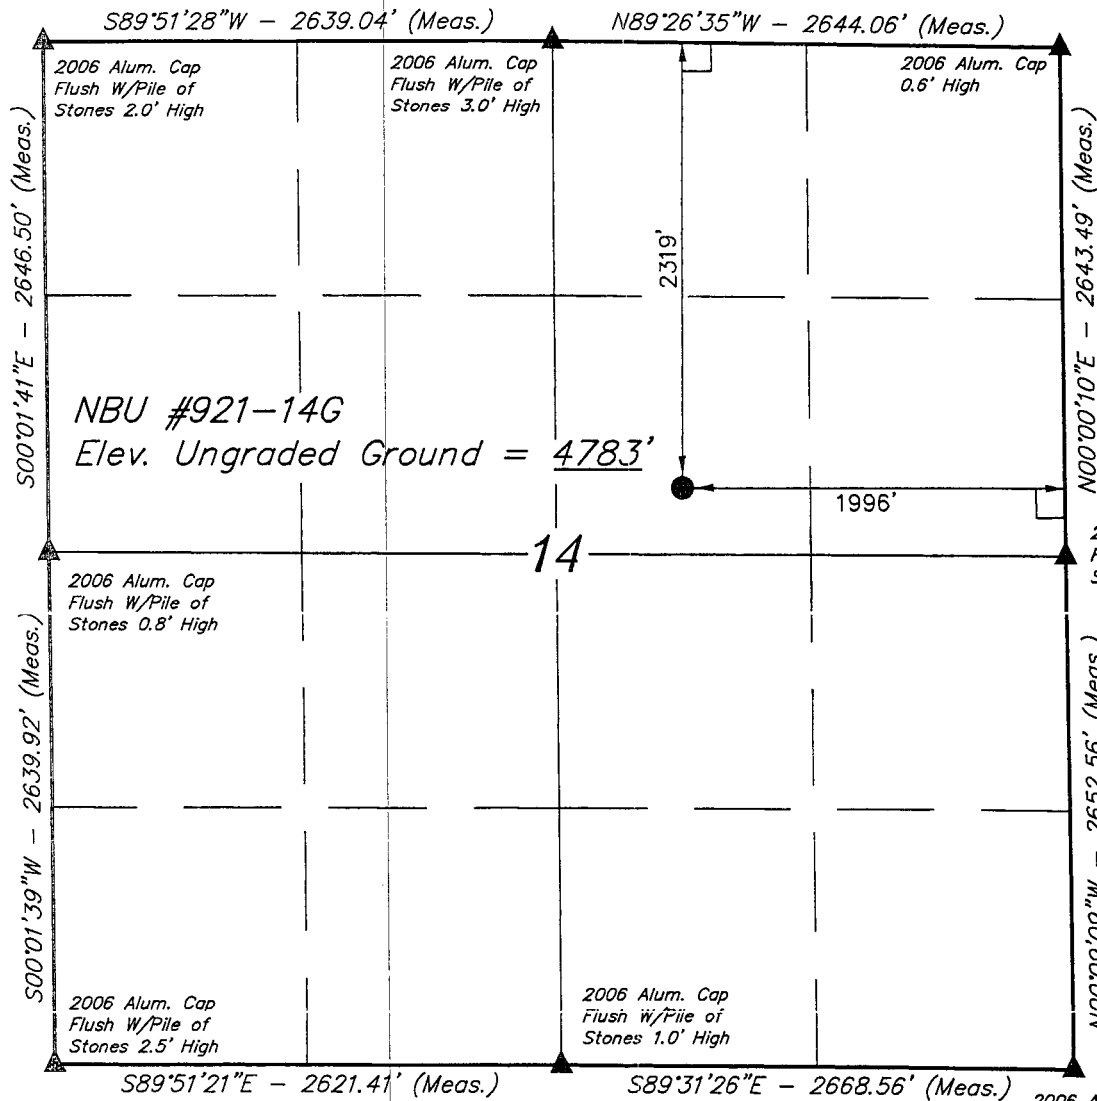 S89°51'28"W - 2639.04' (Meas.)
N89°26'35"W - 2644.06' (Meas.)
2006 Alum. Cap
Flush W/Pile of
Stones 2.0' High
2006 Alum. Cap
Flush W/Pile of
Stones 3.0' High
2006 Alum. Cap
0.6' High
S00°01'41"E - 2646.50' (Meas.)
N00°00'10"E - 2643.49' (Meas.)
2319'
NBU #921-14G
Elev. Ungraded Ground = 4783'
1996'
14
2006 Alum. Cap
Flush W/Pile of
Stones 0.8' High
S00°01'39"W - 2639.92' (Meas.)
2652.56' (Meas.)
2006 Alum. Cap
Flush W/Pile of
Stones 2.5' High
2006 Alum. Cap
Flush W/Pile of
Stones 1.0' High
S89°51'21"E - 2621.41' (Meas.)
S89°31'26"E - 2668.56' (Meas.)
2006